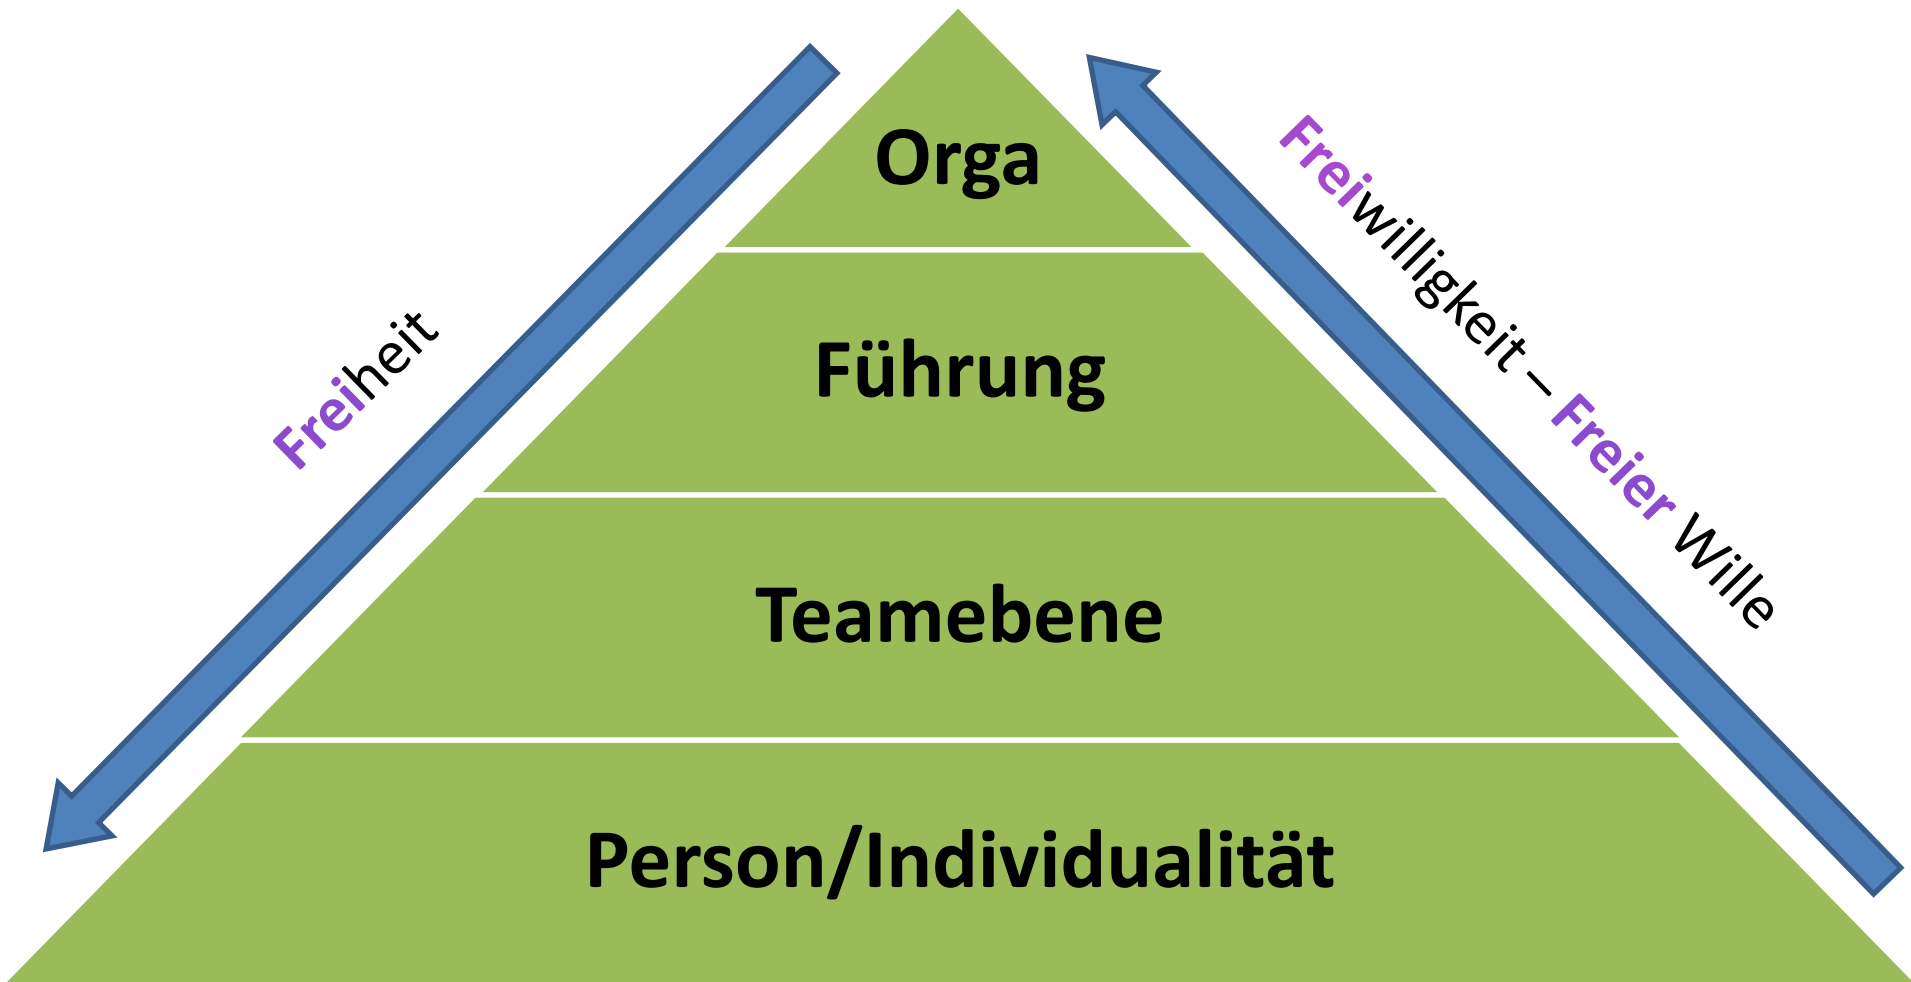 Orga
Führung
Teamebene
Person/Individualität
Freiheit
Freiwilligkeit – Freier Wille